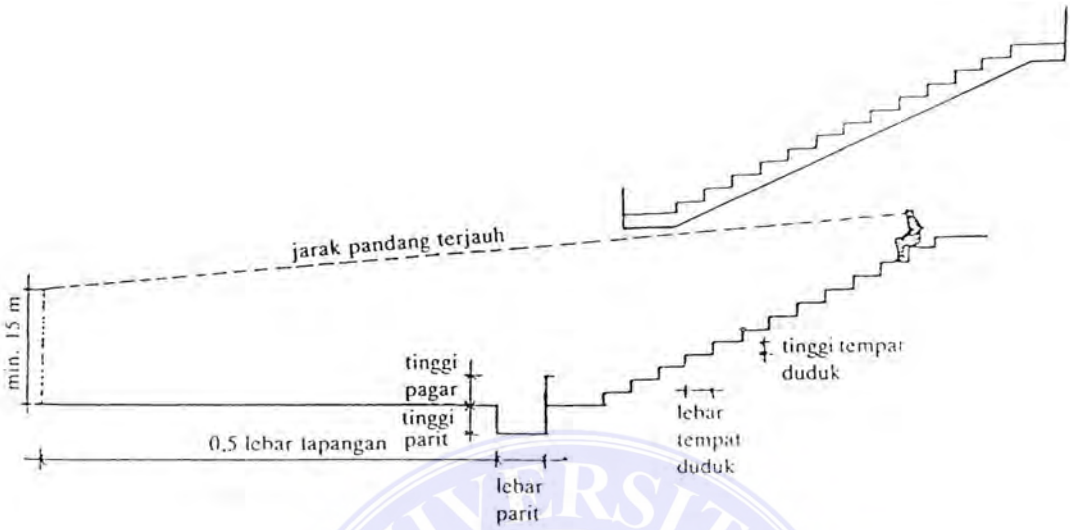 jarak pandang terjauh
min. 15 m
tinggi
pagar
tinggi
parit
0,5 lebar lapangan
lebar
parit
tinggi tempat
duduk
lebar
tempat
duduk
UNIVERSIT